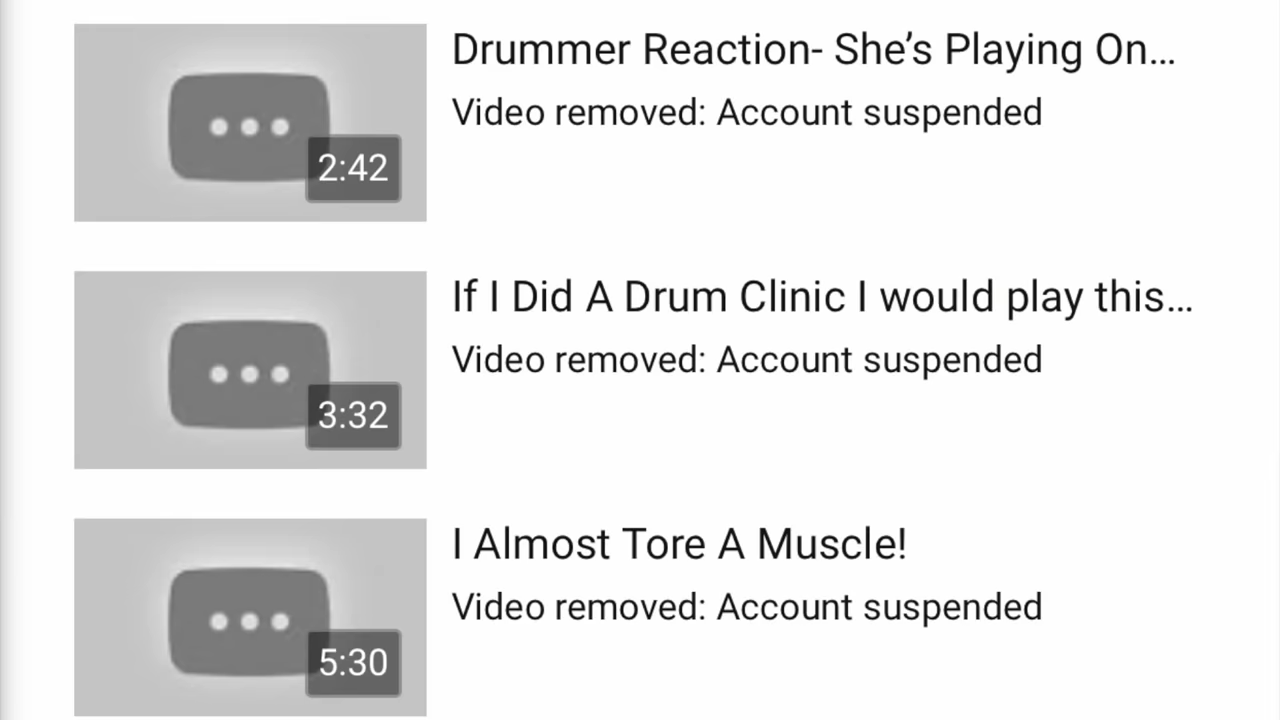 Drummer Reaction- She’s Playing On…
Video removed: Account suspended
2:42
If I Did A Drum Clinic I would play this…
Video removed: Account suspended
3:32
I Almost Tore A Muscle!
Video removed: Account suspended
5:30